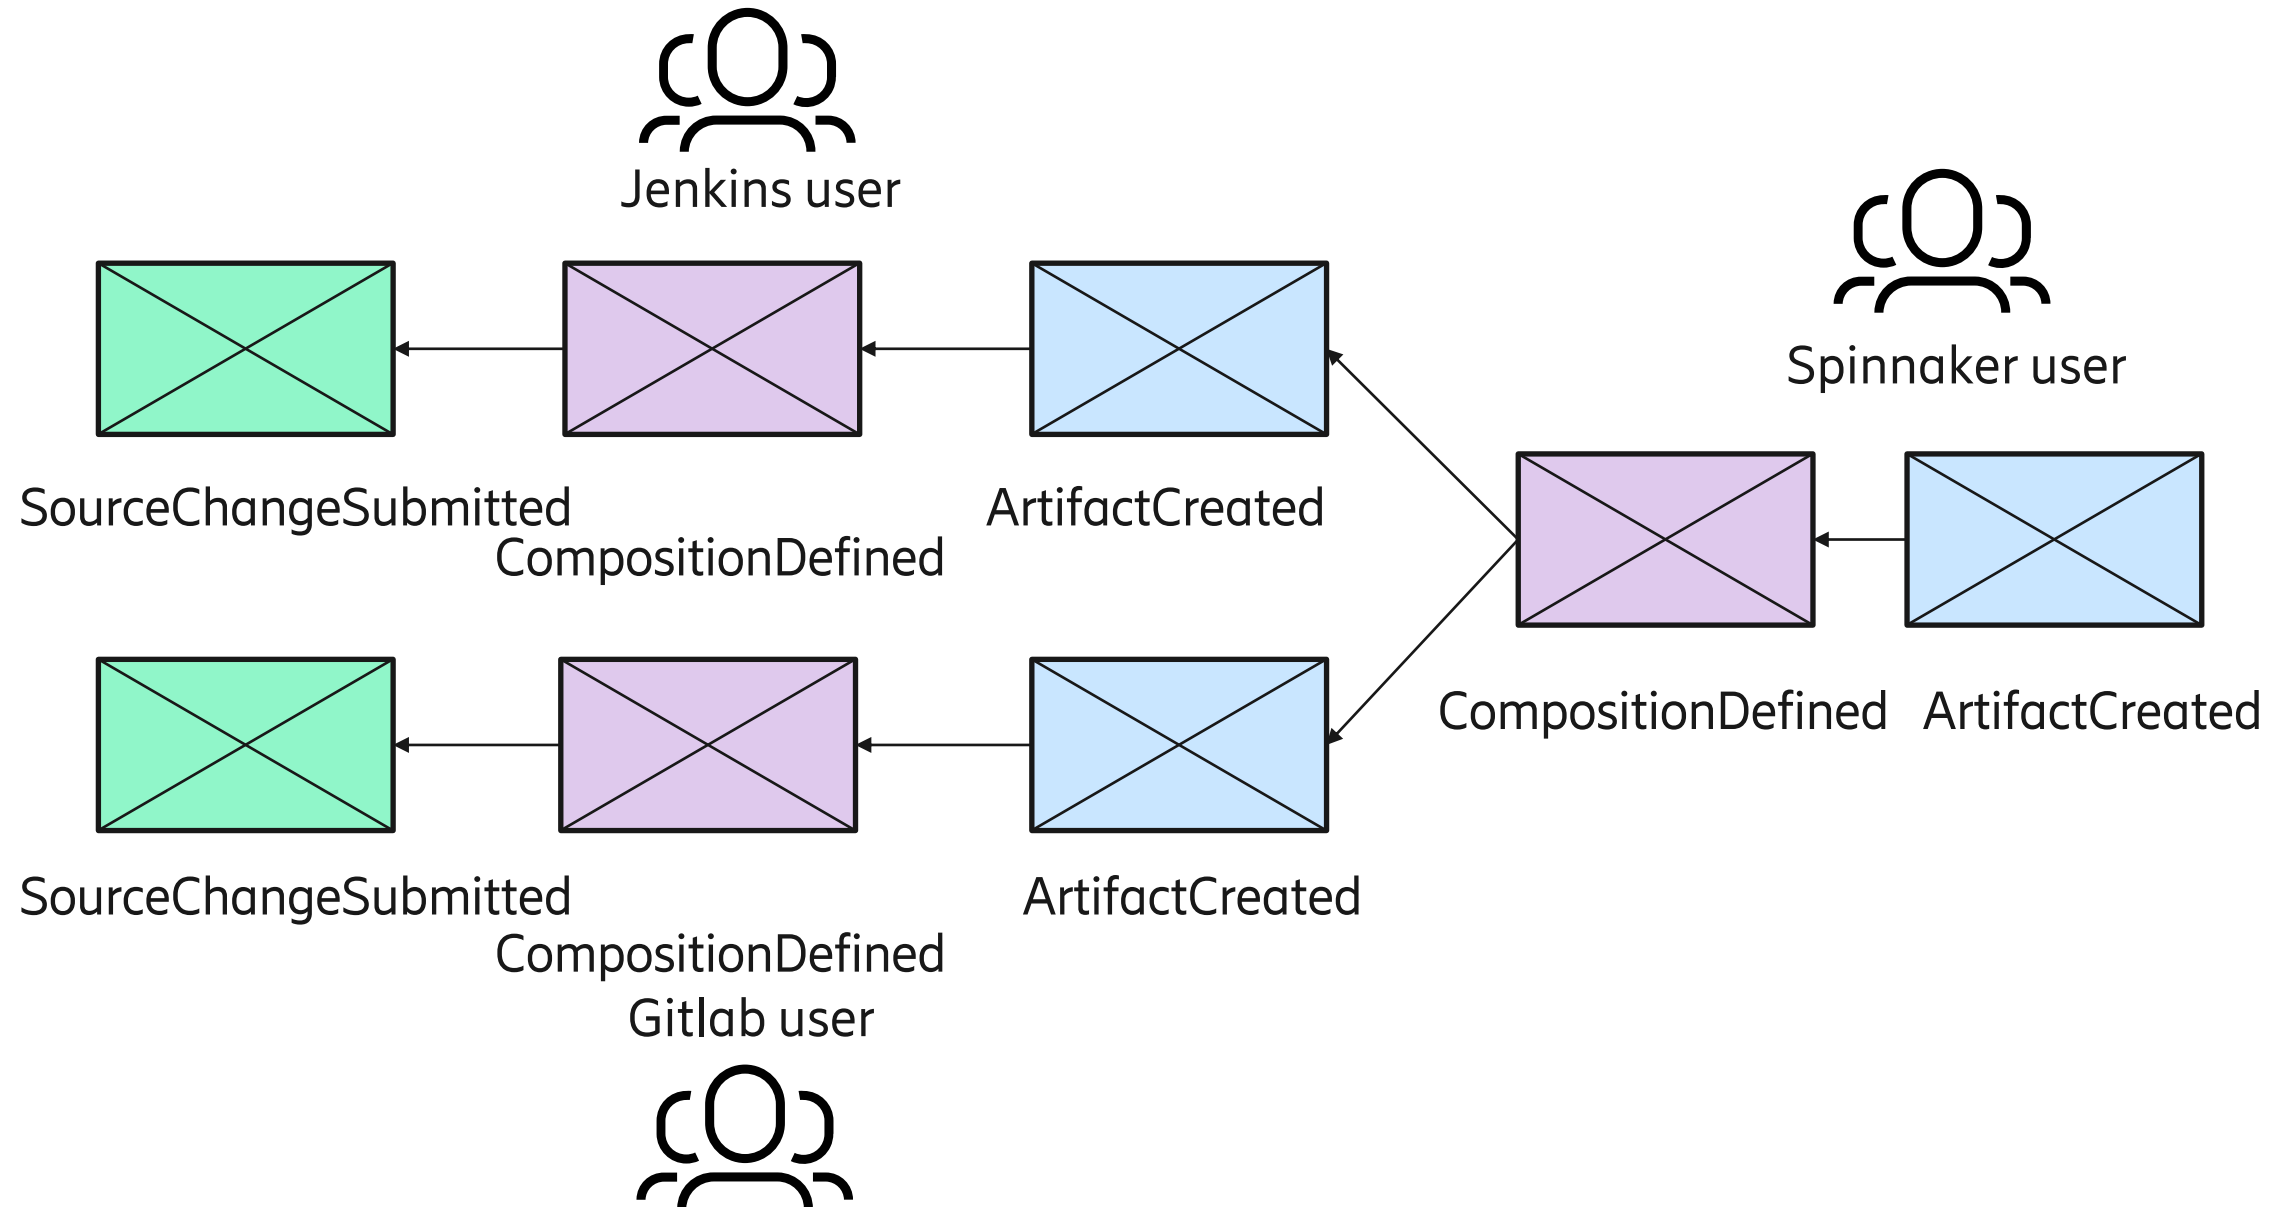 Jenkins user
Spinnaker user
SourceChangeSubmitted
CompositionDefined
ArtifactCreated
CompositionDefined
ArtifactCreated
SourceChangeSubmitted
CompositionDefined
ArtifactCreated
Gitlab user